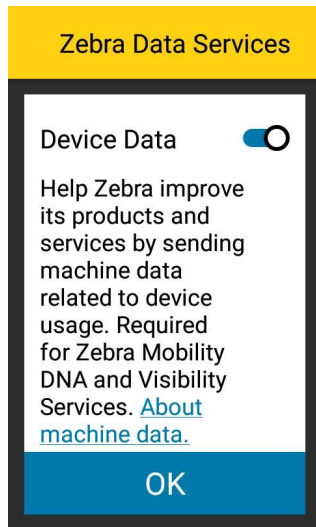 Zebra Data Services
Device Data
Help Zebra improve
its products and
services by sending
machine data
related to device
usage. Required
for Zebra Mobility
DNA and Visibility
Services. About
machine data.
OK